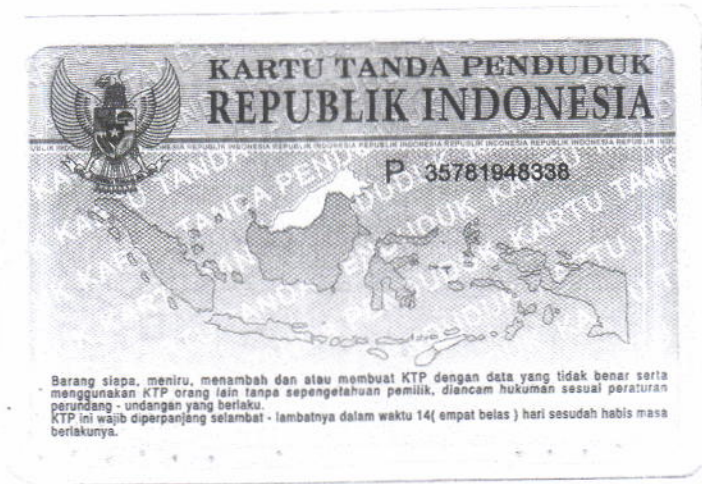 KARTU TANDA PENDUDUK
REPUBLIK INDONESIA
P 35781948338
Barang siapa, meniru, menambah dan atau membuat KTP dengan data yang tidak benar serta
menggunakan KTP orang lain tanpa sepengetahuan pemilik, diancam hukuman sesuai peraturan
perundang - undangan yang berlaku.
KTP ini wajib diperpanjang selambat - lambatnya dalam waktu 14( empat belas ) hari sesudah habis masa
berlakunya.